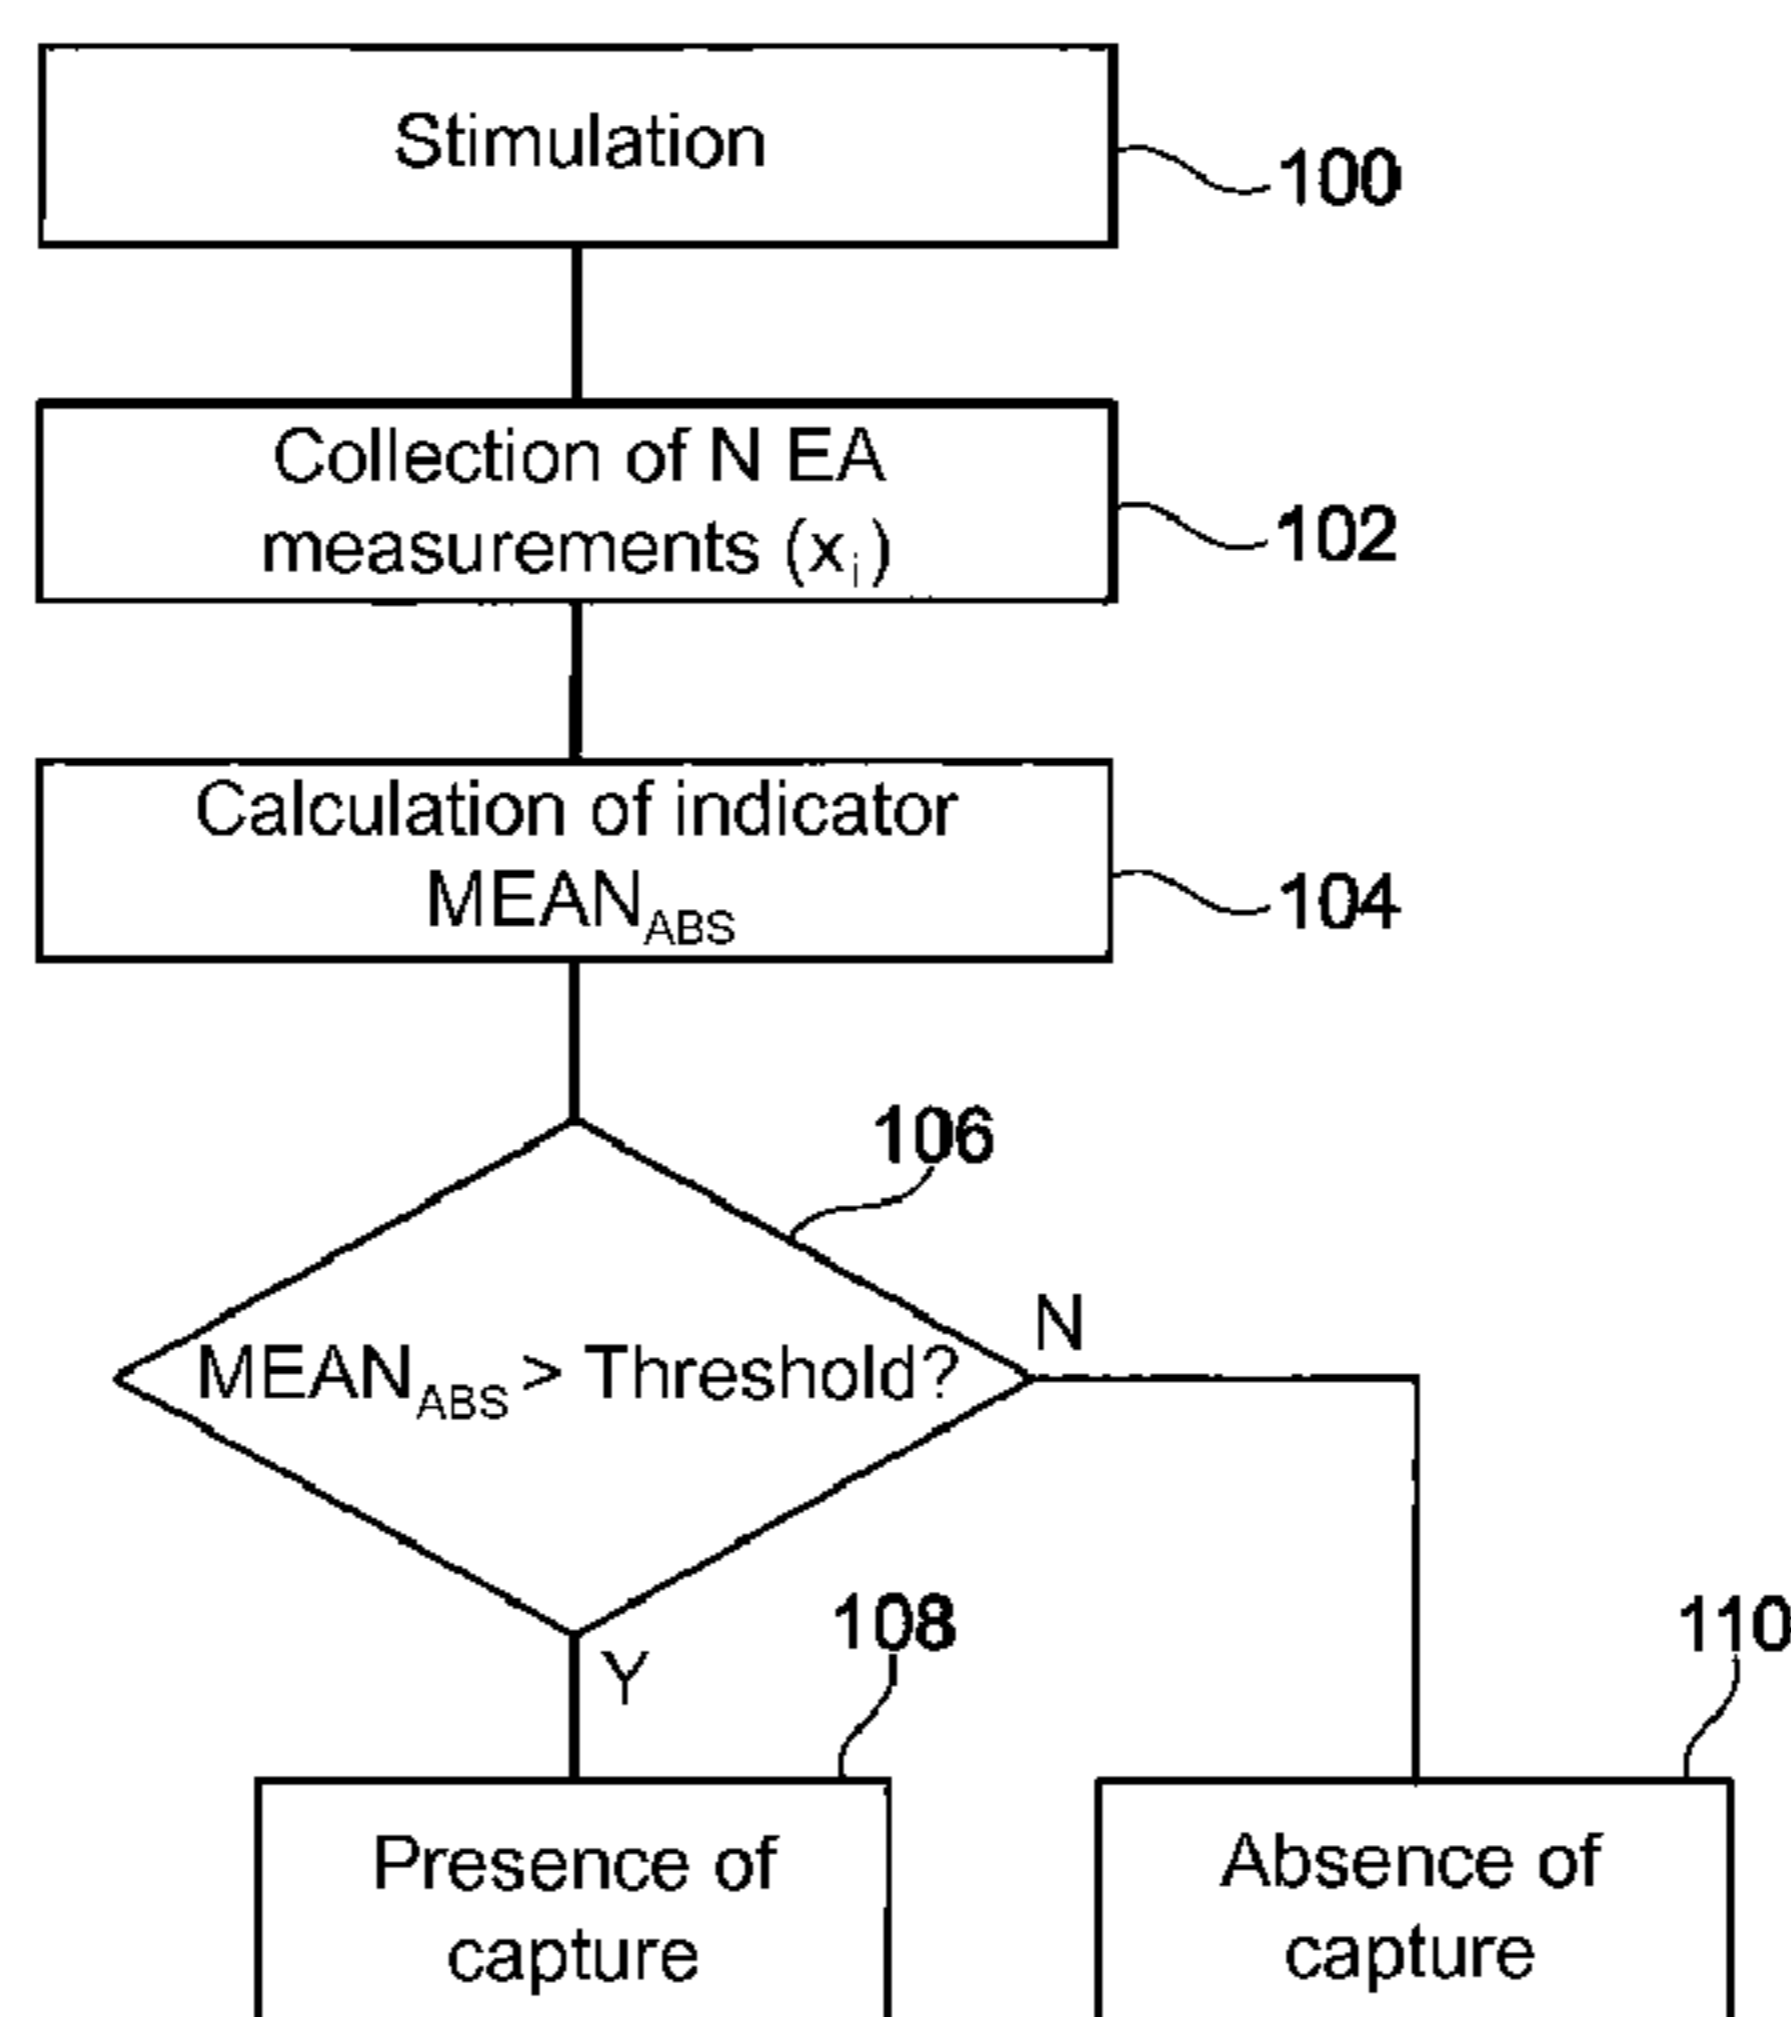 Stimulation
100
Collection of N EA
measurements (xi)
102
Calculation of indicator
MEANABS
104
106
MEANABS > Threshold?
N
Y
108
110
Presence of
capture
Absence of
capture